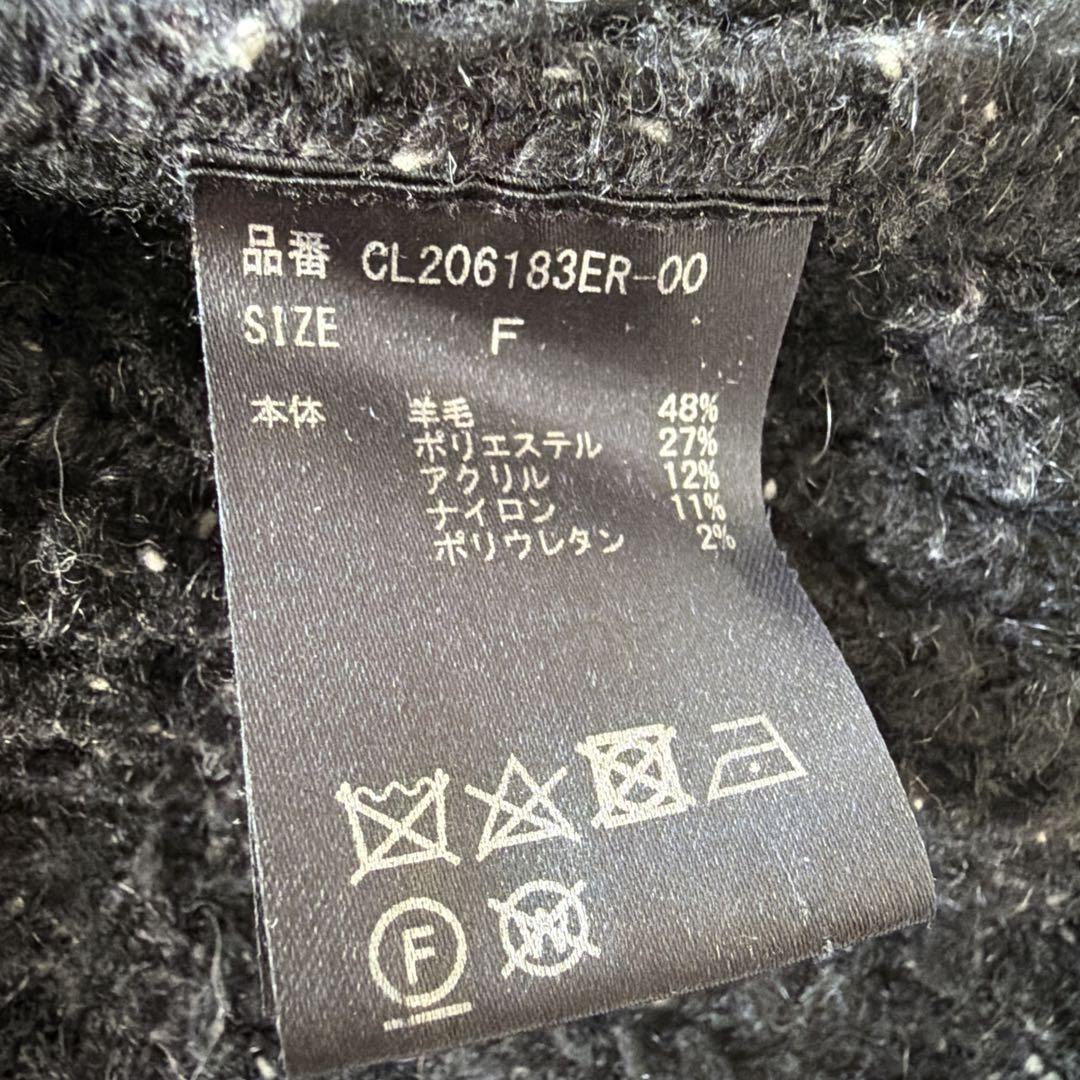 品番 CL206183ER-00
SIZE F
本体 羊毛 48%
ポリエステル 27%
アクリル 12%
ナイロン 11%
ポリウレタン 2%
F
W